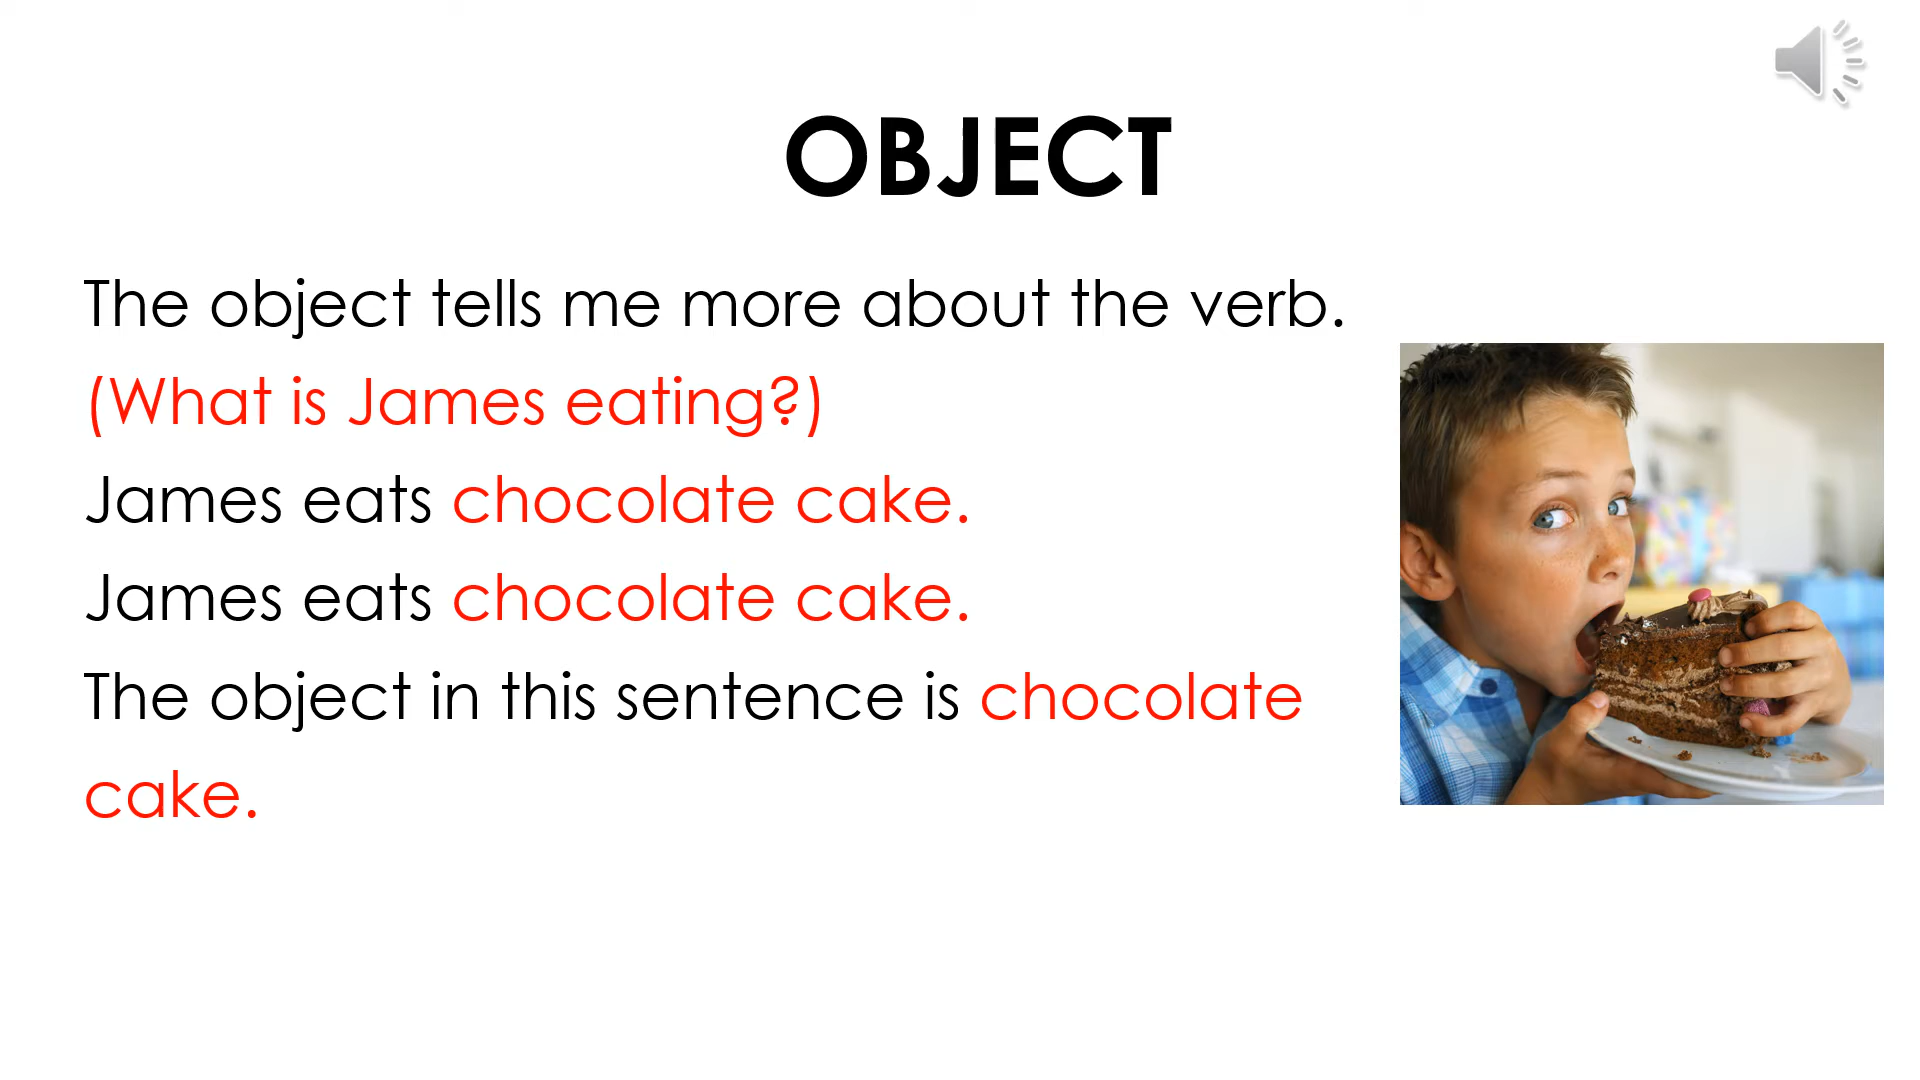 OBJECT
The object tells me more about the verb.
(What is James eating?)
James eats chocolate cake.
James eats chocolate cake.
The object in this sentence is chocolate
cake.